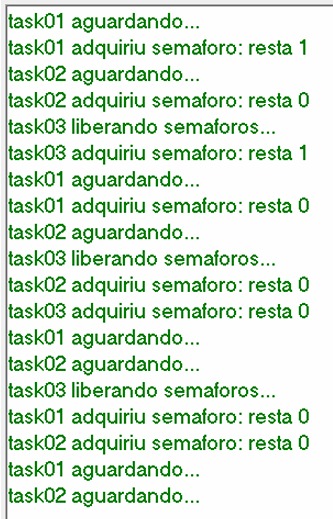 task01 aguardando...
task01 adquiriu semaforo: resta 1
task02 aguardando...
task02 adquiriu semaforo: resta 0
task03 liberando semaforos...
task03 adquiriu semaforo: resta 1
task01 aguardando...
task01 adquiriu semaforo: resta 0
task02 aguardando...
task03 liberando semaforos...
task02 adquiriu semaforo: resta 0
task03 adquiriu semaforo: resta 0
task01 aguardando...
task02 aguardando...
task03 liberando semaforos...
task01 adquiriu semaforo: resta 0
task02 adquiriu semaforo: resta 0
task01 aguardando...
task02 aguardando...